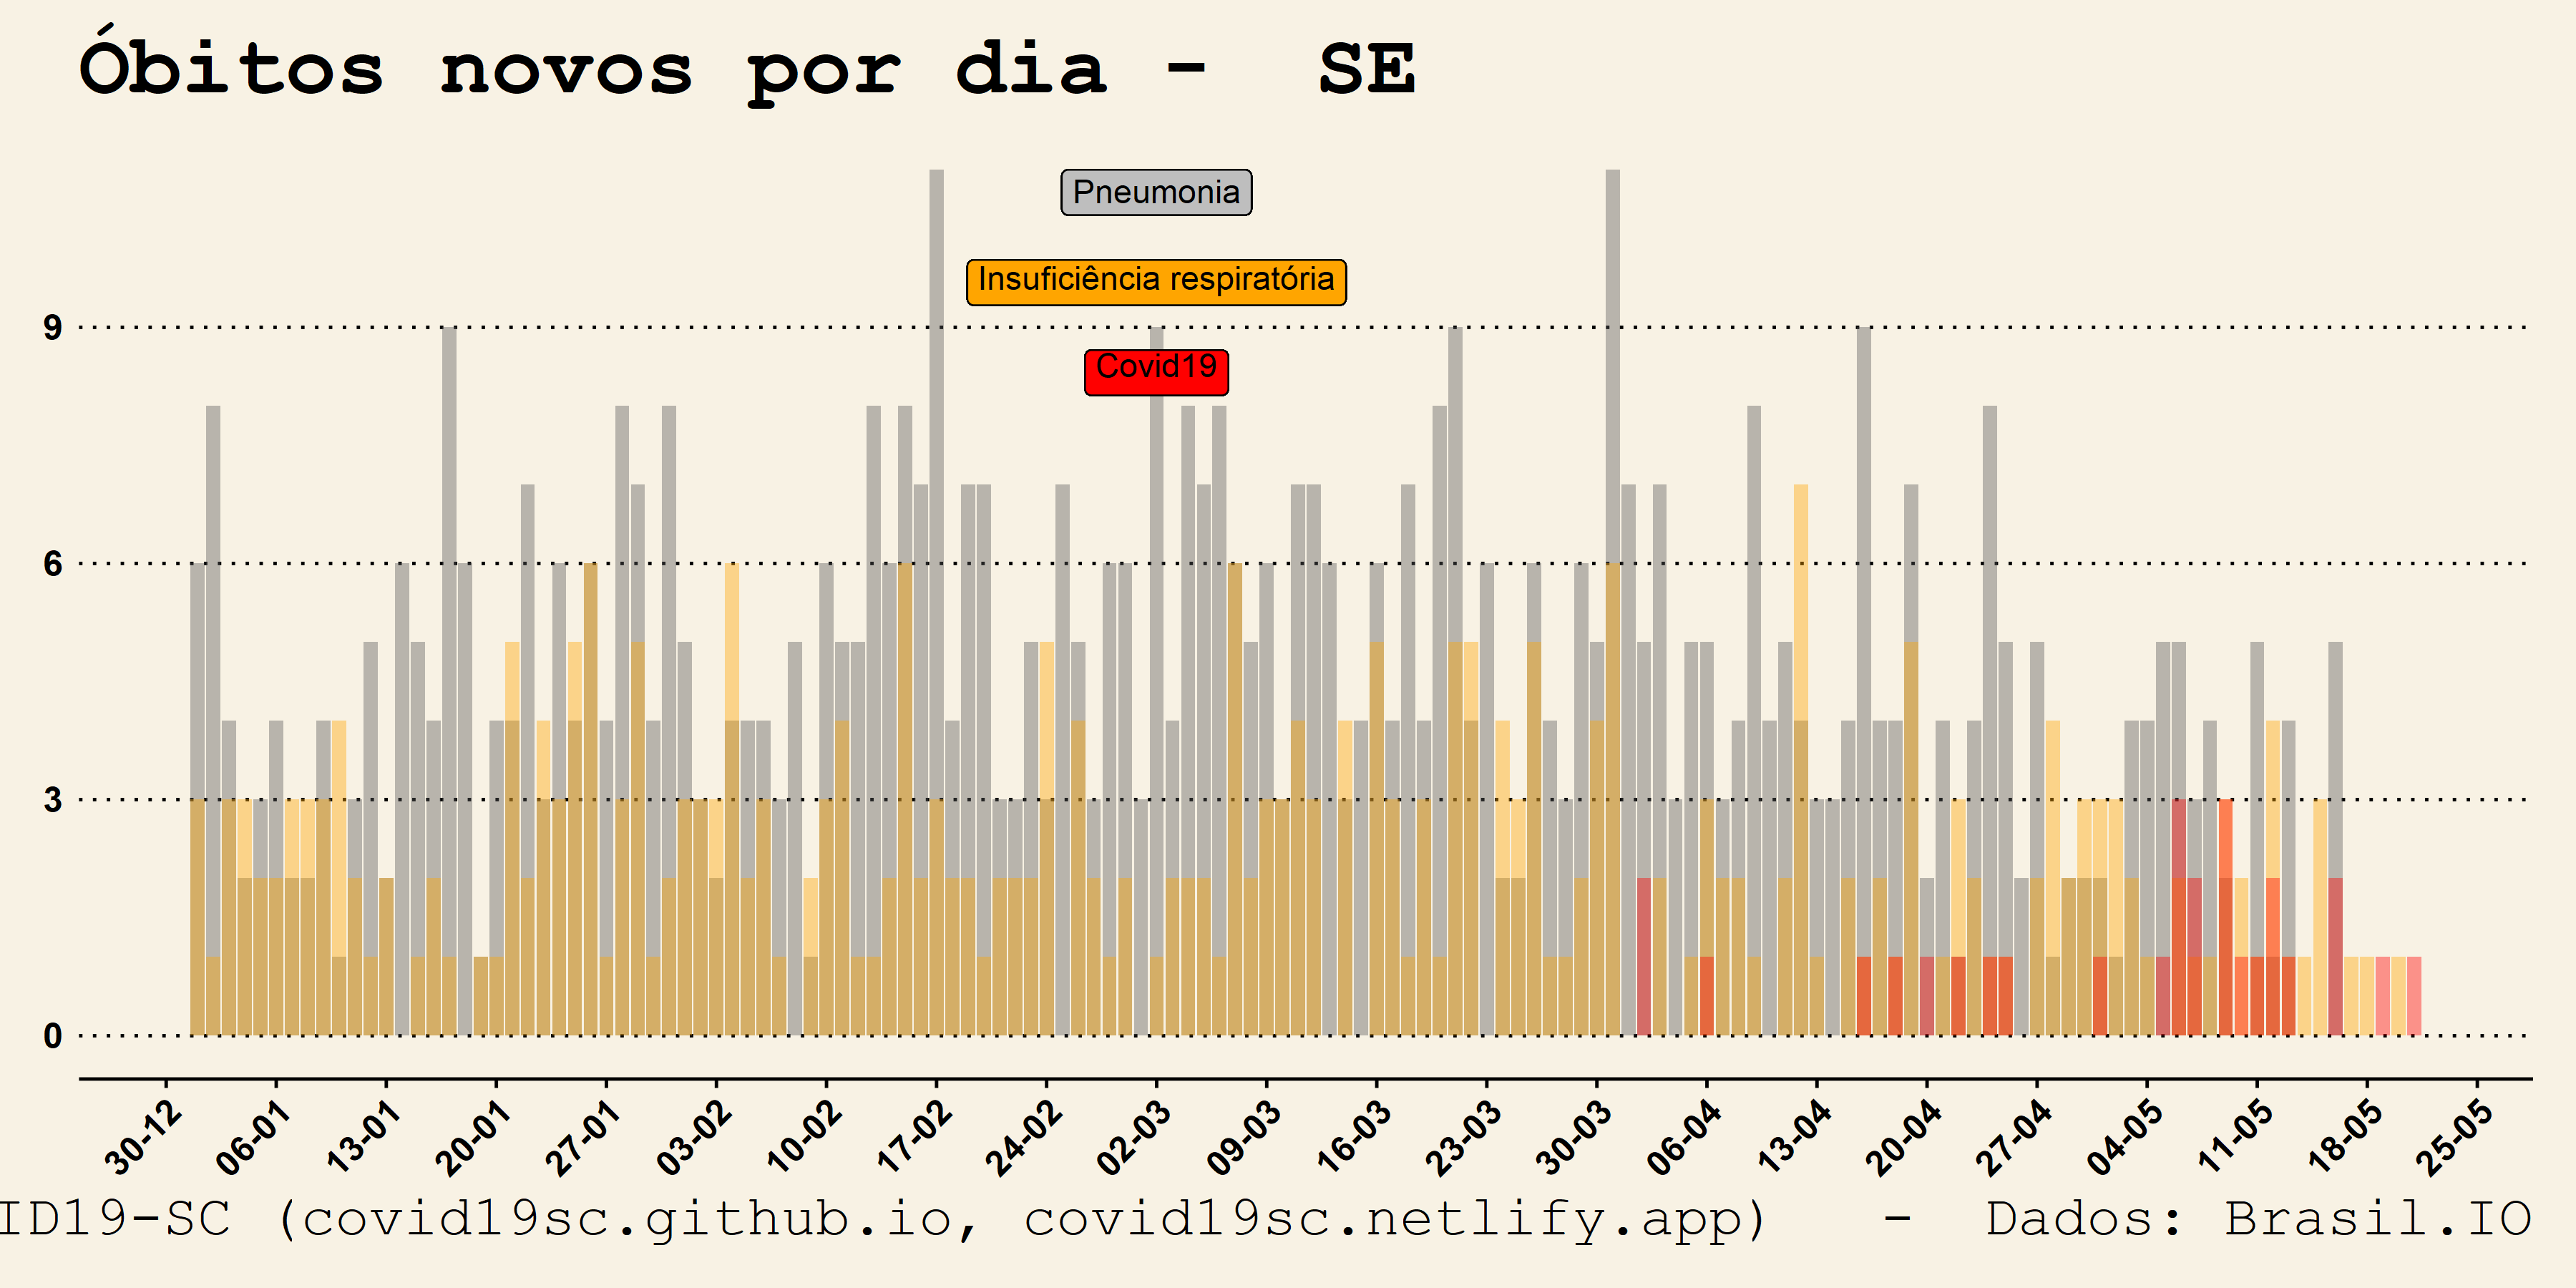 Óbitos novos por dia - SE
Pneumonia
Insuficiência respiratória
Covid19
9
6
3
0
30-12 06-01 13-01 20-01 27-01 03-02 10-02 17-02 24-02 02-03 09-03 16-03 23-03 30-03 06-04 13-04 20-04 27-04 04-05 11-05 18-05 25-05
ID19-SC (covid19sc.github.io, covid19sc.netlify.app) - Dados: Brasil.IO